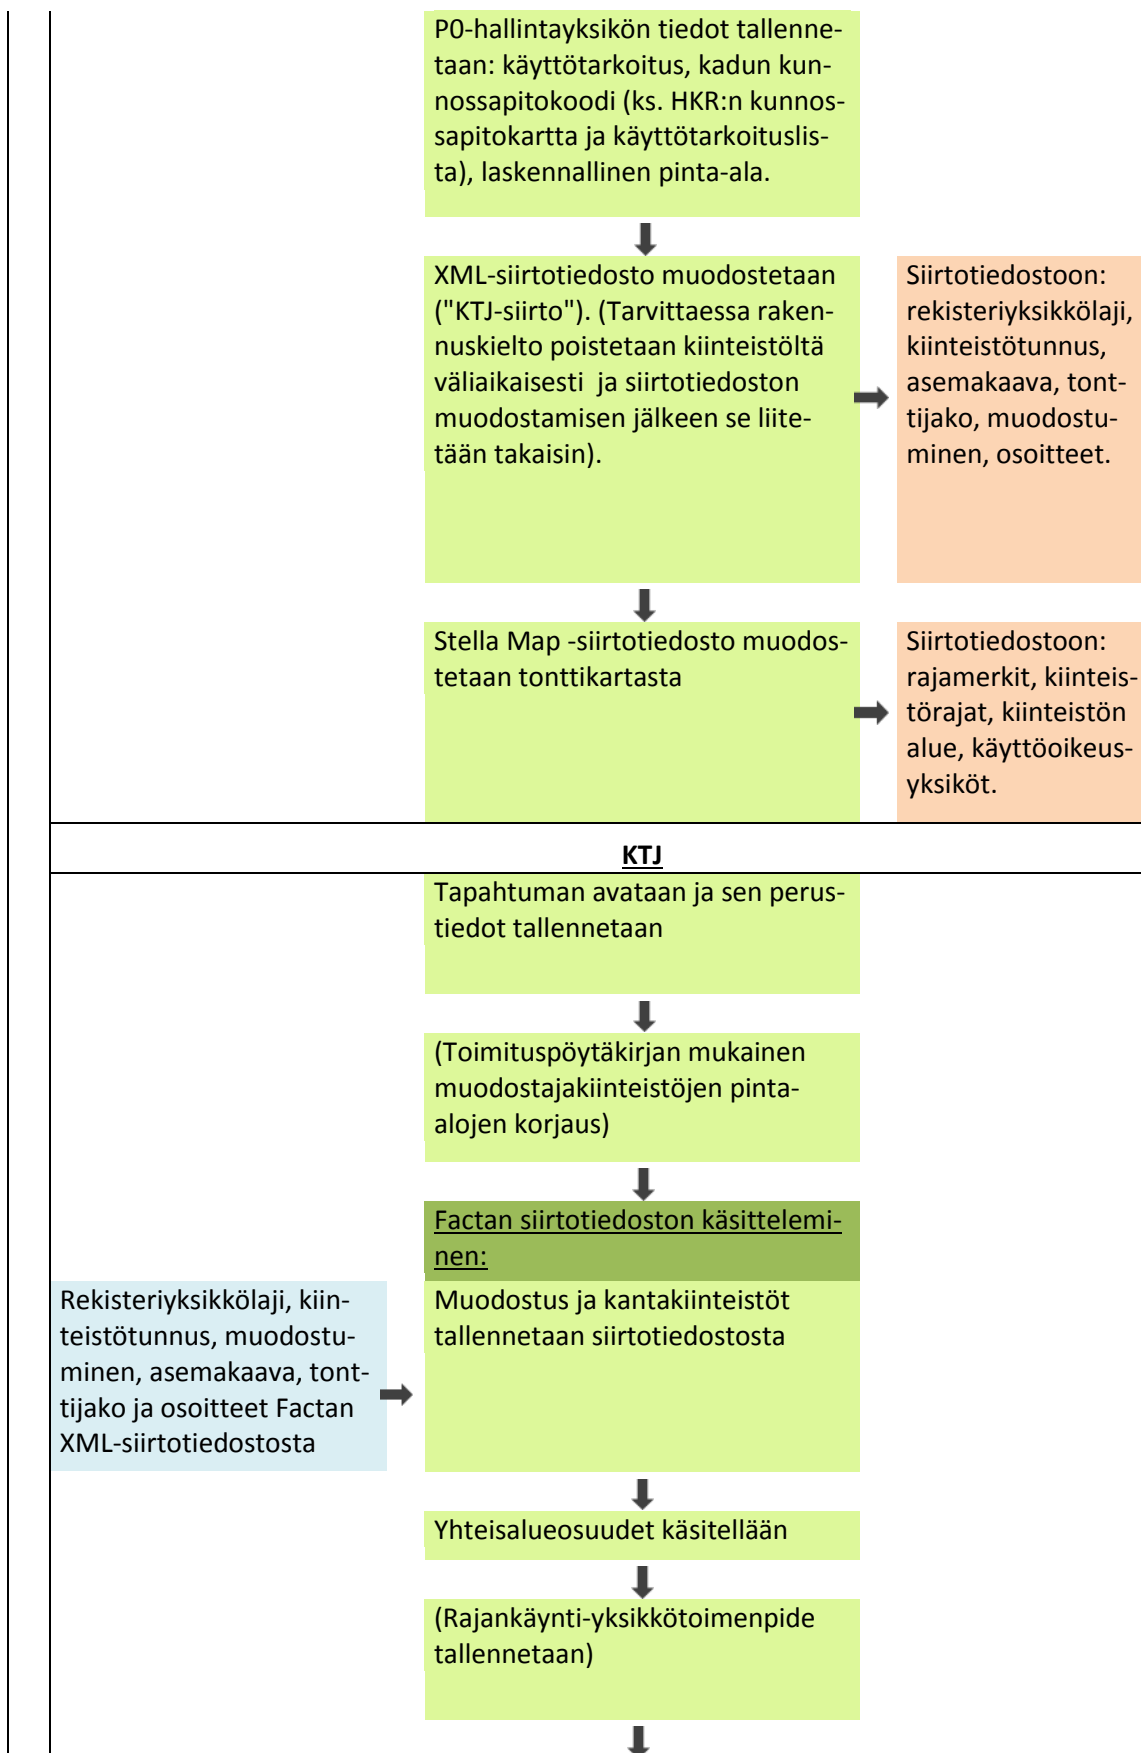 P0-hallintayksikön tiedot tallenne-
taan: käyttötarkoitus, kadun kun-
nossapitokoodi (ks. HKR:n kunnos-
sapitokartta ja käyttötarkoituslis-
ta), laskennallinen pinta-ala.
XML-siirtotiedosto muodostetaan
("KTJ-siirto"). (Tarvittaessa raken-
nuskielto poistetaan kiinteistöltä
väliaikaisesti  ja siirtotiedoston
muodostamisen jälkeen se liite-
tään takaisin).
Siirtotiedostoon:
rekisteriyksikkölaji,
kiinteistötunnus,
asemakaava, tont-
tijako, muodostu-
minen, osoitteet.
Stella Map -siirtotiedosto muodos-
tetaan tonttikartasta
Siirtotiedostoon:
rajamerkit, kiinteis-
törajat, kiinteistön
alue, käyttöoikeus-
yksiköt.
KTJ
Tapahtuman avataan ja sen perus-
tiedot tallennetaan
(Toimituspöytäkirjan mukainen
muodostajakiinteistöjen pinta-
alojen korjaus)
Factan siirtotiedoston käsittelemi-
nen:
Rekisteriyksikkölaji, kiin-
teistötunnus, muodostu-
minen, asemakaava, tont-
tijako ja osoitteet Factan
XML-siirtotiedostosta
Muodostus ja kantakiinteistöt
tallennetaan siirtotiedostosta
Yhteisalueosuudet käsitellään
(Rajankäynti-yksikkötoimenpide
tallennetaan)